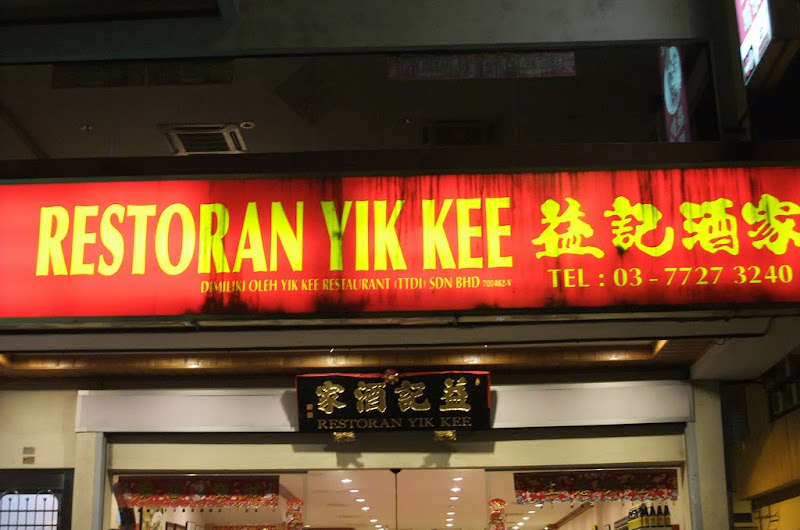 RESTORAN YIK KEE 益記酒家
DIMILIKI OLEH YIK KEE RESTAURANT (TTDI) SDN BHD 700482-V
TEL : 03 - 7727 3240
家酒記益
RESTORAN YIK KEE